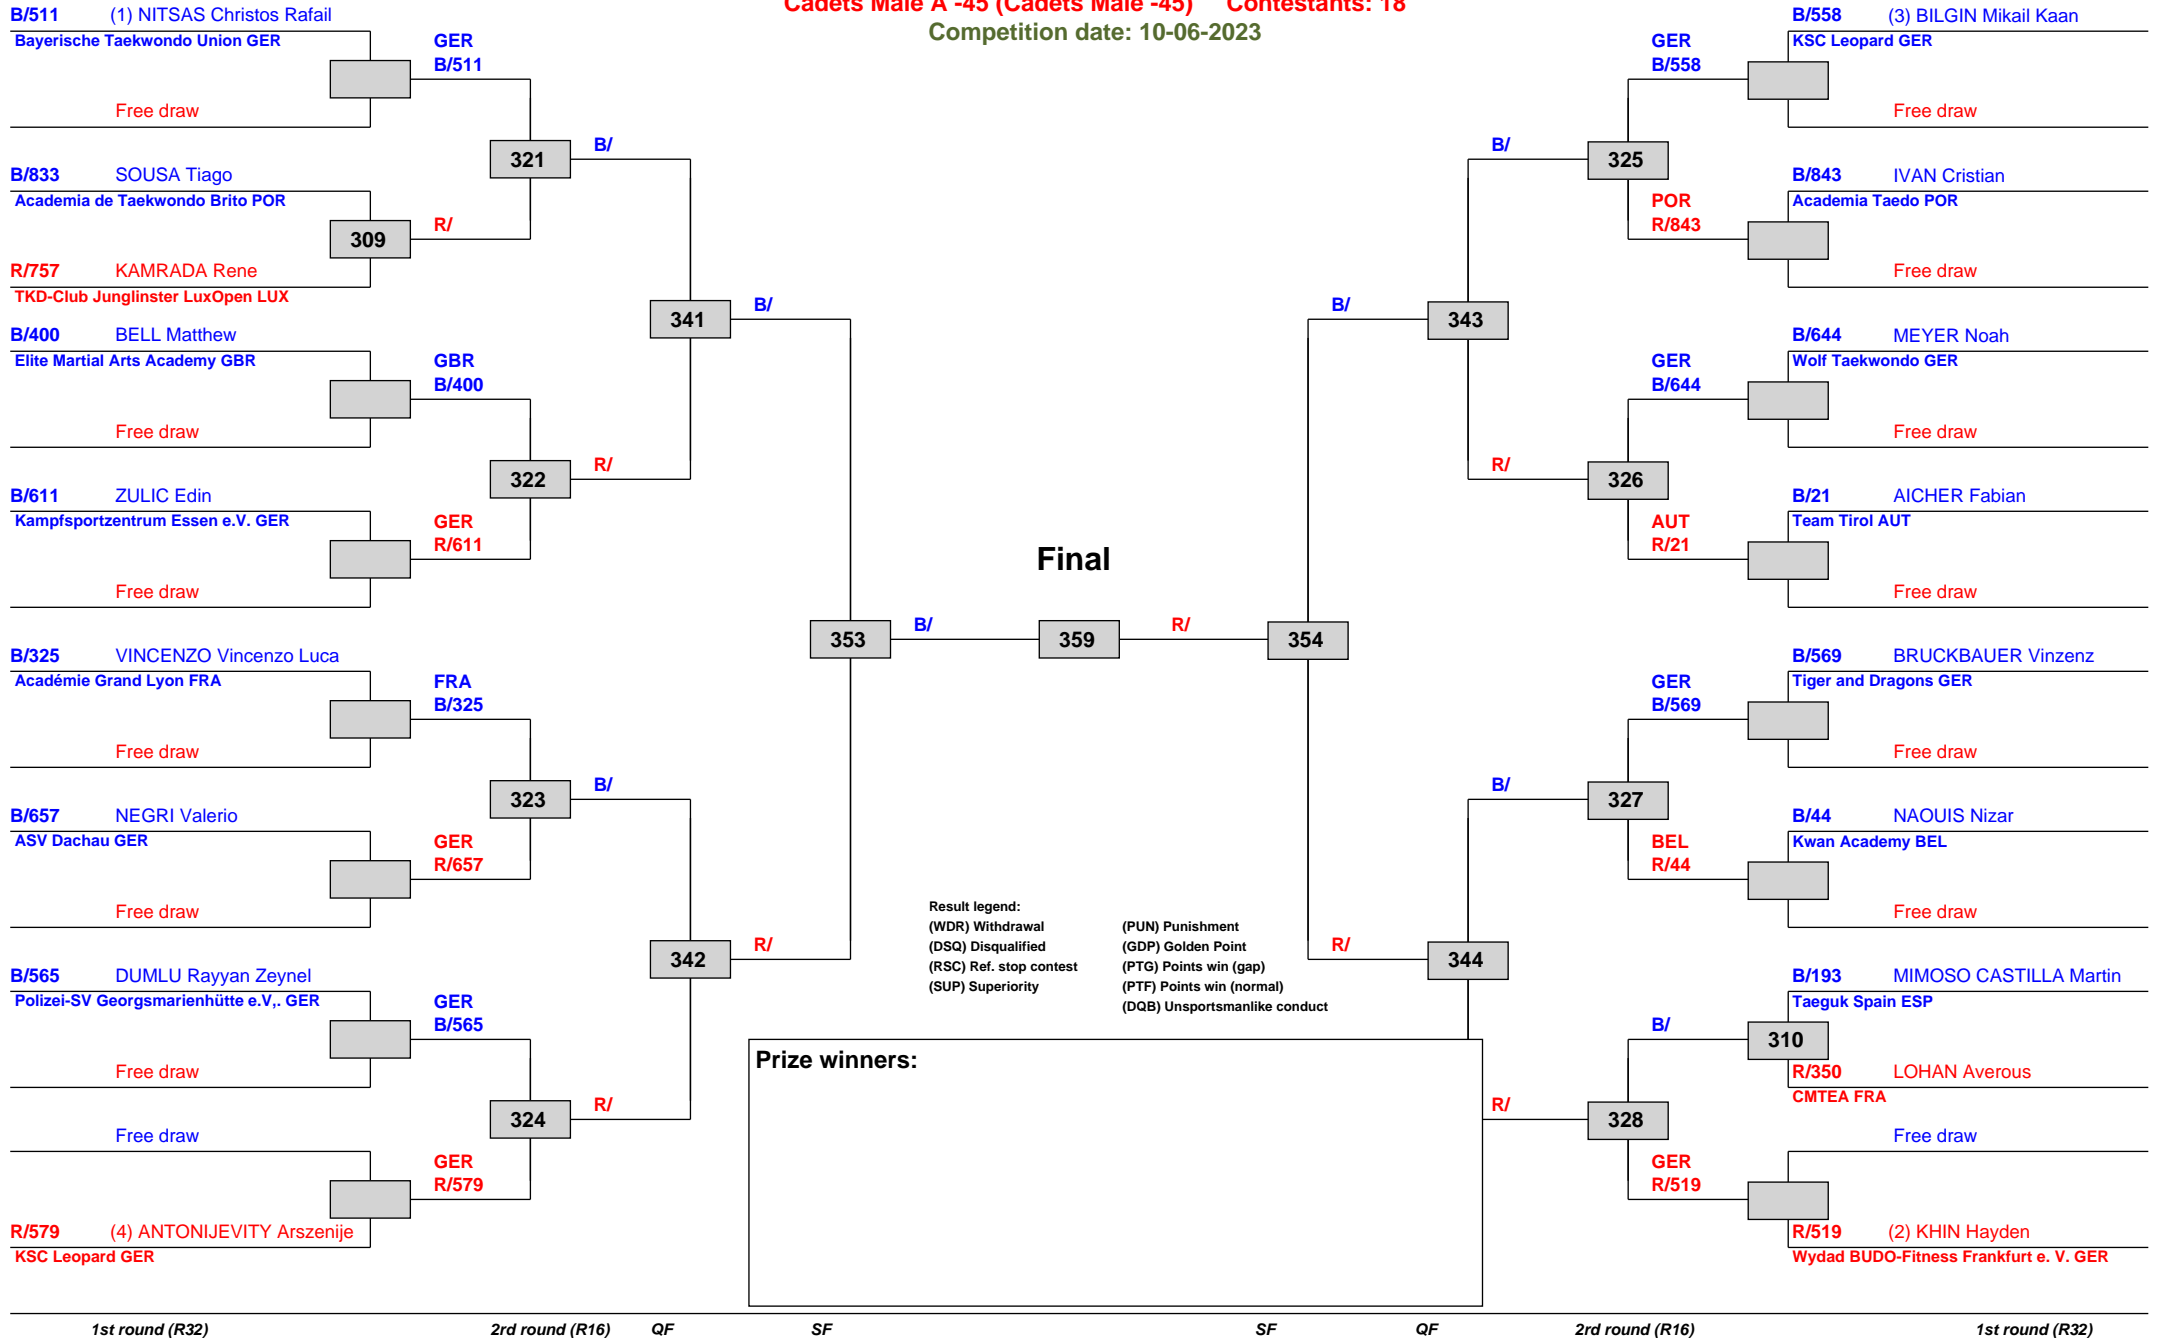 Cadets Male A -45 (Cadets Male -45) Contestants: 18
Competition date: 10-06-2023
B/511 (1) NITSAS Christos Rafail
Bayerische Taekwondo Union GER
Free draw
GER
B/511
B/833 SOUSA Tiago
Academia de Taekwondo Brito POR
309
R/757 KAMRADA Rene
TKD-Club Junglinster LuxOpen LUX
R/
321
B/
B/400 BELL Matthew
Elite Martial Arts Academy GBR
Free draw
GBR
B/400
B/611 ZULIC Edin
Kampfsportzentrum Essen e.V. GER
Free draw
GER
R/611
322
R/
341
B/
B/325 VINCENZO Vincenzo Luca
Académie Grand Lyon FRA
Free draw
FRA
B/325
B/657 NEGRI Valerio
ASV Dachau GER
Free draw
GER
R/657
323
B/
B/565 DUMLU Rayyan Zeynel
Polizei-SV Georgsmarienhütte e.V,. GER
Free draw
GER
B/565
Free draw
R/579 (4) ANTONIJEVITY Arszenije
KSC Leopard GER
GER
R/579
324
R/
342
R/
353
B/
Final
359
R/
354
B/558 (3) BILGIN Mikail Kaan
KSC Leopard GER
Free draw
GER
B/558
B/843 IVAN Cristian
Academia Taedo POR
Free draw
POR
R/843
325
B/
B/644 MEYER Noah
Wolf Taekwondo GER
Free draw
GER
B/644
B/21 AICHER Fabian
Team Tirol AUT
Free draw
AUT
R/21
326
R/
343
B/
B/569 BRUCKBAUER Vinzenz
Tiger and Dragons GER
Free draw
GER
B/569
B/44 NAOUIS Nizar
Kwan Academy BEL
Free draw
BEL
R/44
327
B/
B/193 MIMOSO CASTILLA Martin
Taeguk Spain ESP
310
R/350 LOHAN Averous
CMTEA FRA
B/
Free draw
R/519 (2) KHIN Hayden
Wydad BUDO-Fitness Frankfurt e. V. GER
GER
R/519
328
R/
344
R/
Result legend:
(WDR) Withdrawal
(DSQ) Disqualified
(RSC) Ref. stop contest
(SUP) Superiority
(PUN) Punishment
(GDP) Golden Point
(PTG) Points win (gap)
(PTF) Points win (normal)
(DQB) Unsportsmanlike conduct
Prize winners:
1st round (R32) 2rd round (R16) QF SF SF QF 2rd round (R16) 1st round (R32)